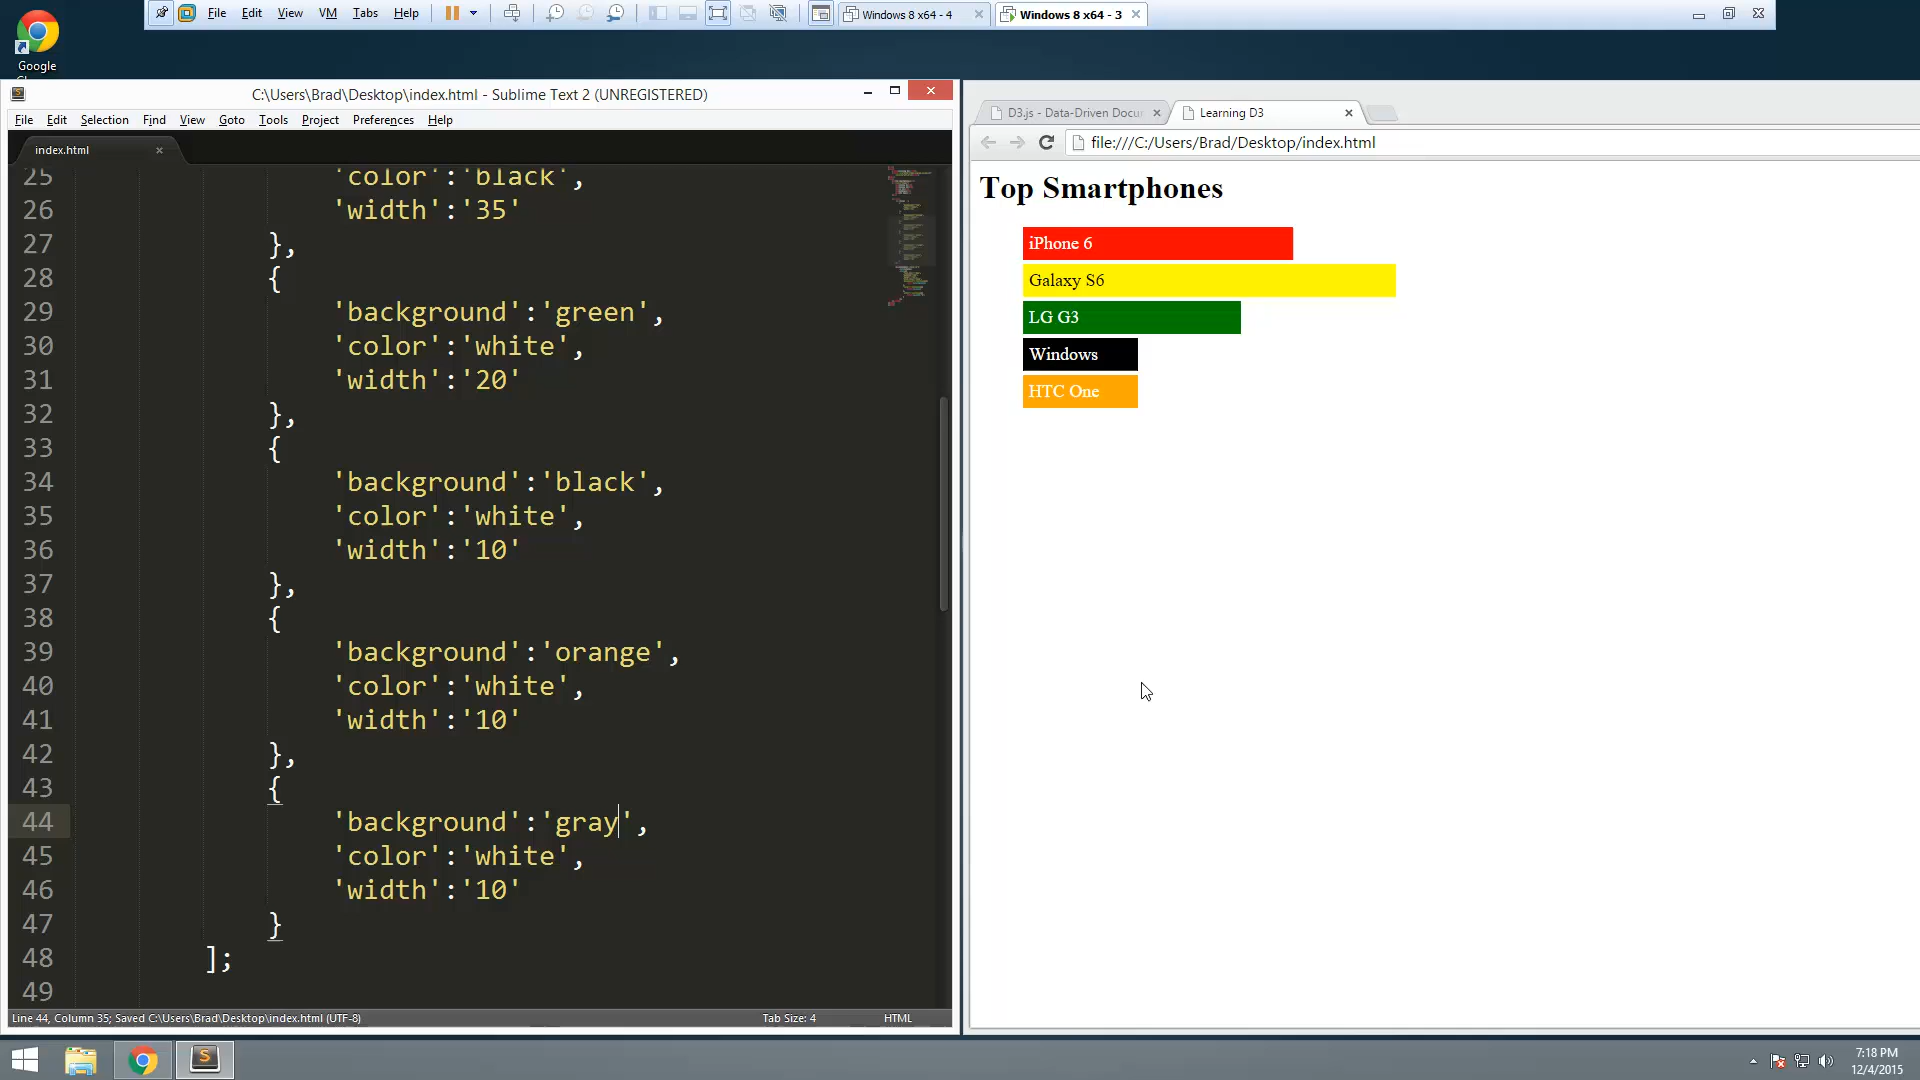 File Edit View VM Tabs Help
Windows 8 x64 - 4
Windows 8 x64 - 3
Google
C:\Users\Brad\Desktop\index.html - Sublime Text 2 (UNREGISTERED)
File Edit Selection Find View Goto Tools Project Preferences Help
index.html
25 'color':'black',
26 'width':'35'
27 },
28 {
29 'background':'green',
30 'color':'white',
31 'width':'20'
32 },
33 {
34 'background':'black',
35 'color':'white',
36 'width':'10'
37 },
38 {
39 'background':'orange',
40 'color':'white',
41 'width':'10'
42 },
43 {
44 'background':'gray',
45 'color':'white',
46 'width':'10'
47 }
48 ];
49
Line 44, Column 35; Saved C:\Users\Brad\Desktop\index.html (UTF-8) Tab Size: 4 HTML
D3.js - Data-Driven Docu
Learning D3
file:///C:/Users/Brad/Desktop/index.html
Top Smartphones
iPhone 6
Galaxy S6
LG G3
Windows
HTC One
7:18 PM
12/4/2015